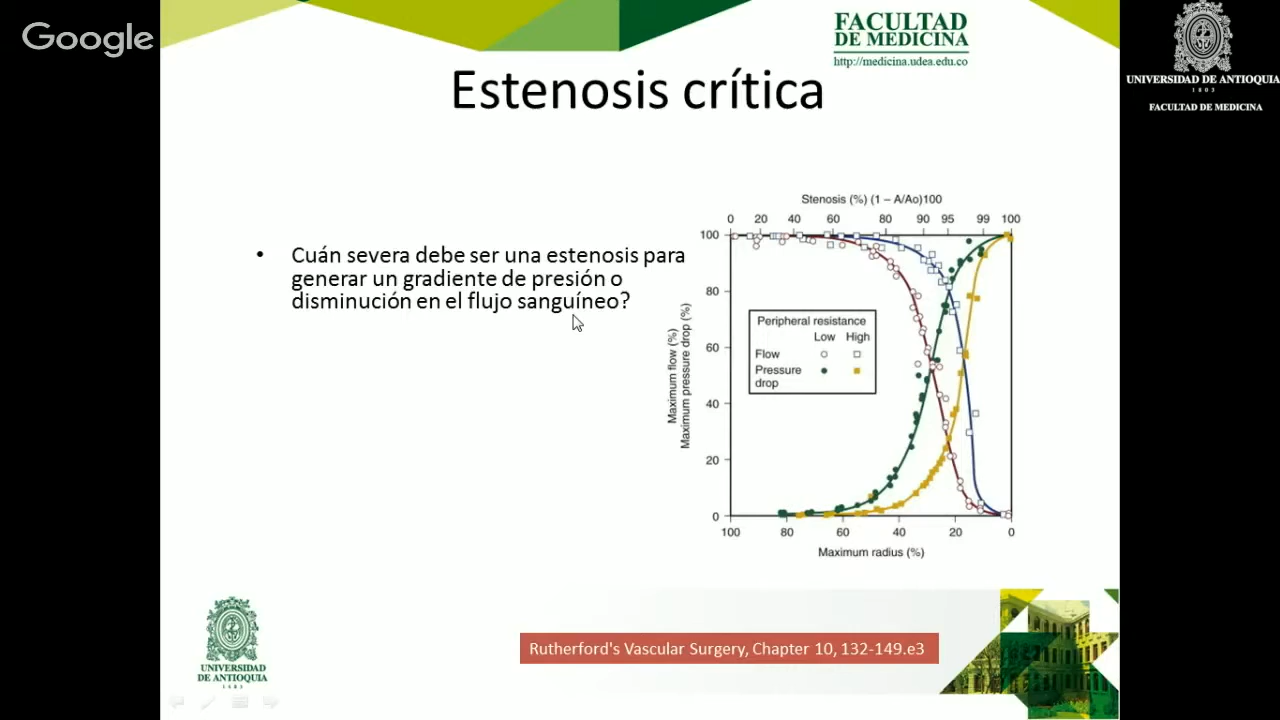 Google
FACULTAD
DE MEDICINA
http://medicina.udea.edu.co
UNIVERSIDAD DE ANTIOQUIA
1803
FACULTAD DE MEDICINA
Estenosis crítica
• Cuán severa debe ser una estenosis para
generar un gradiente de presión o
disminución en el flujo sanguíneo?
Stenosis (%) (1 – A/Ao)100
0 20 40 60 80 90 95 99 100
Maximum flow (%)
Maximum pressure drop (%)
100
80
60
40
20
0
Peripheral resistance
Low High
Flow
Pressure
drop
100 80 60 40 20 0
Maximum radius (%)
UNIVERSIDAD
DE ANTIOQUIA
1803
Rutherford's Vascular Surgery, Chapter 10, 132-149.e3